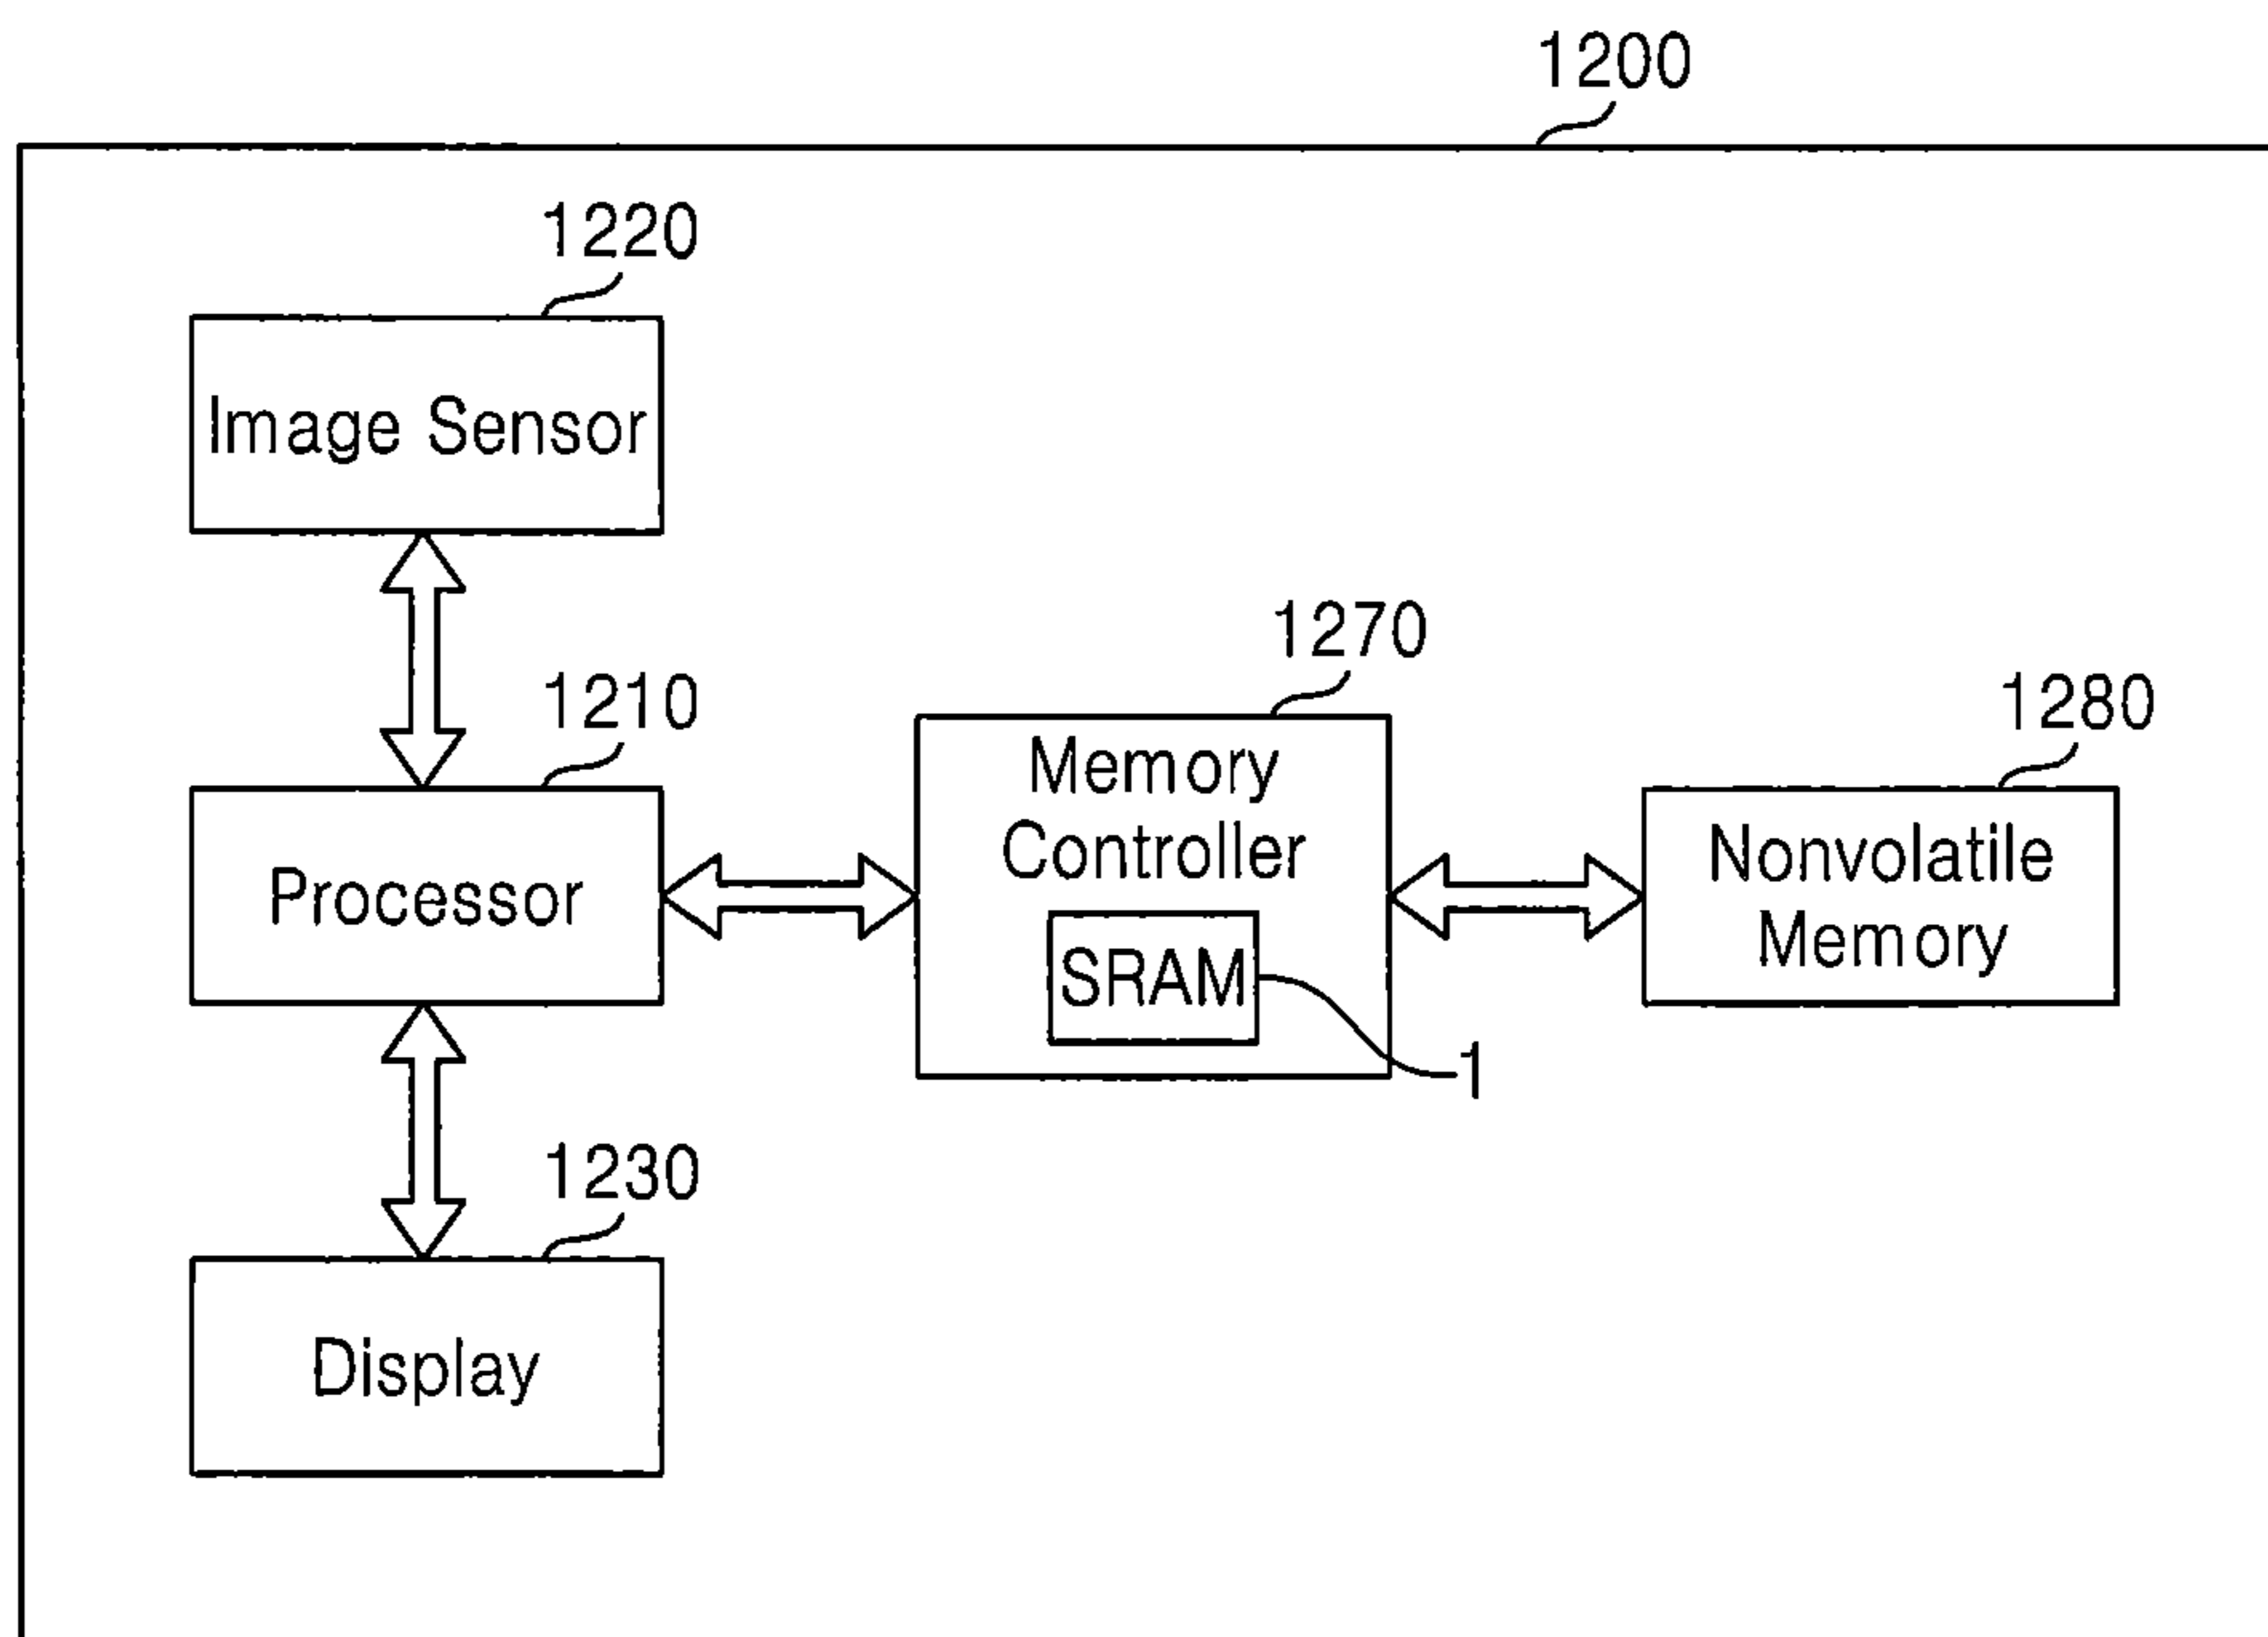 1200
1220
Image Sensor
1270
1210
1280
Memory
Controller
Nonvolatile
Memory
Processor
SRAM
1
1230
Display